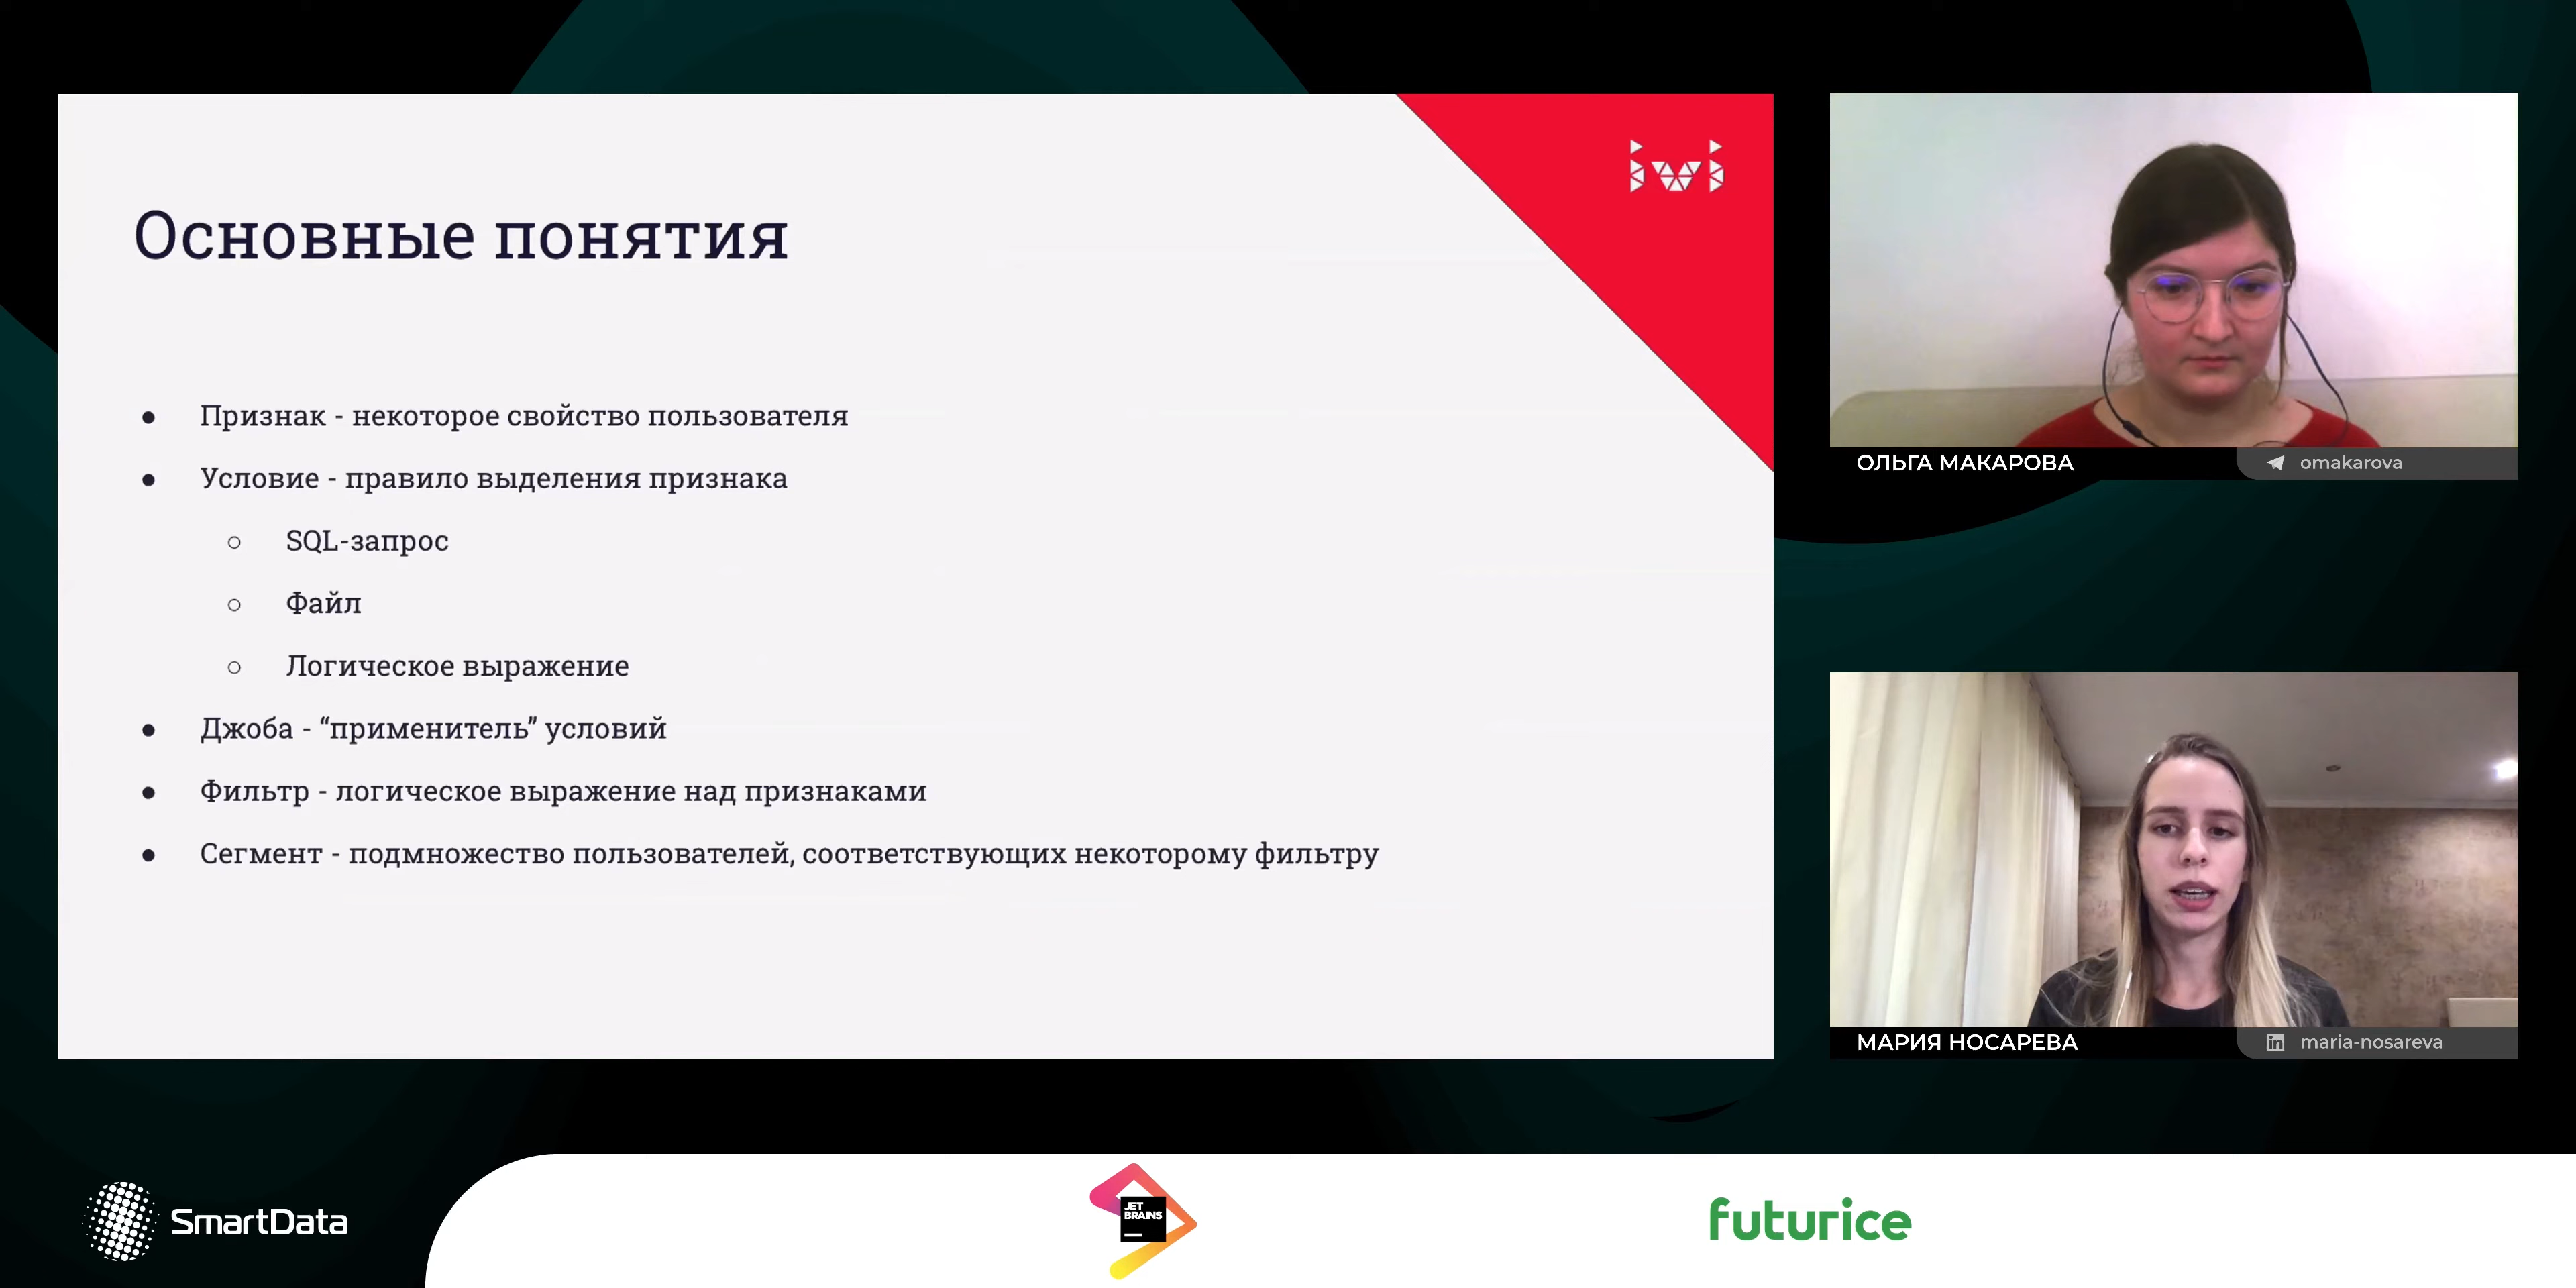 ivi
Основные понятия
● Признак - некоторое свойство пользователя
● Условие - правило выделения признака
○ SQL-запрос
○ Файл
○ Логическое выражение
● Джоба - “применитель” условий
● Фильтр - логическое выражение над признаками
● Сегмент - подмножество пользователей, соответствующих некоторому фильтру
ОЛЬГА МАКАРОВА
omakarova
МАРИЯ НОСАРЕВА
in maria-nosareva
SmartData
JET
BRAINS
futurice